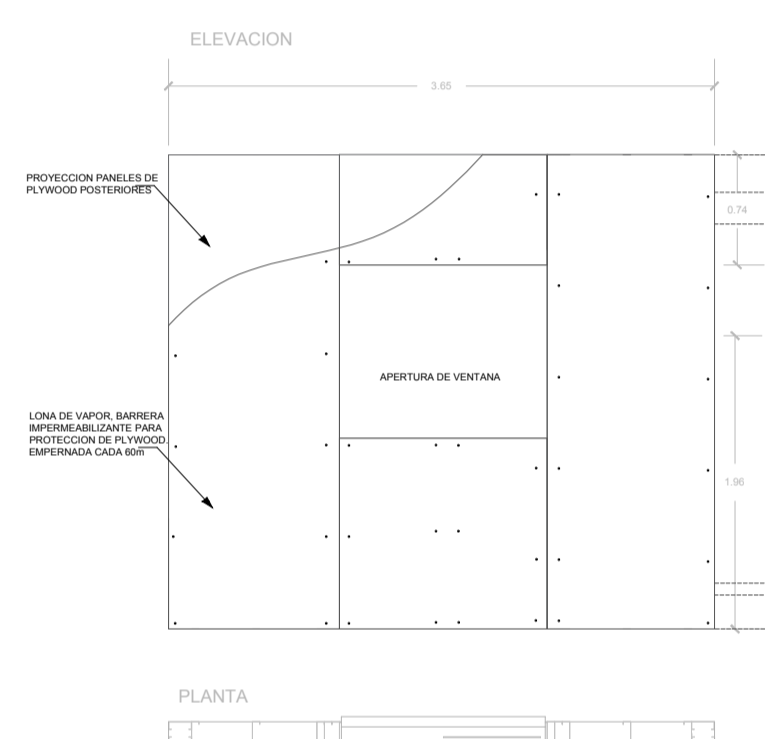 ELEVACION
3.65
PROYECCION PANELES DE
PLYWOOD POSTERIORES
0.74
APERTURA DE VENTANA
LONA DE VAPOR, BARRERA
IMPERMEABILIZANTE PARA
PROTECCION DE PLYWOOD.
EMPERNADA CADA 60m
1.96
PLANTA